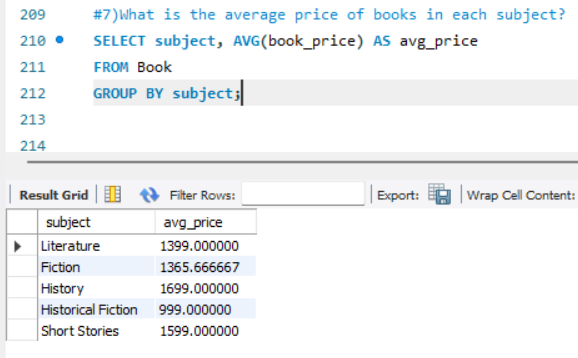 209 #7)What is the average price of books in each subject?
210 SELECT subject, AVG(book_price) AS avg_price
211 FROM Book
212 GROUP BY subject;
213
214
Result Grid Filter Rows: Export: Wrap Cell Content:
subject avg_price
Literature 1399.000000
Fiction 1365.666667
History 1699.000000
Historical Fiction 999.000000
Short Stories 1599.000000